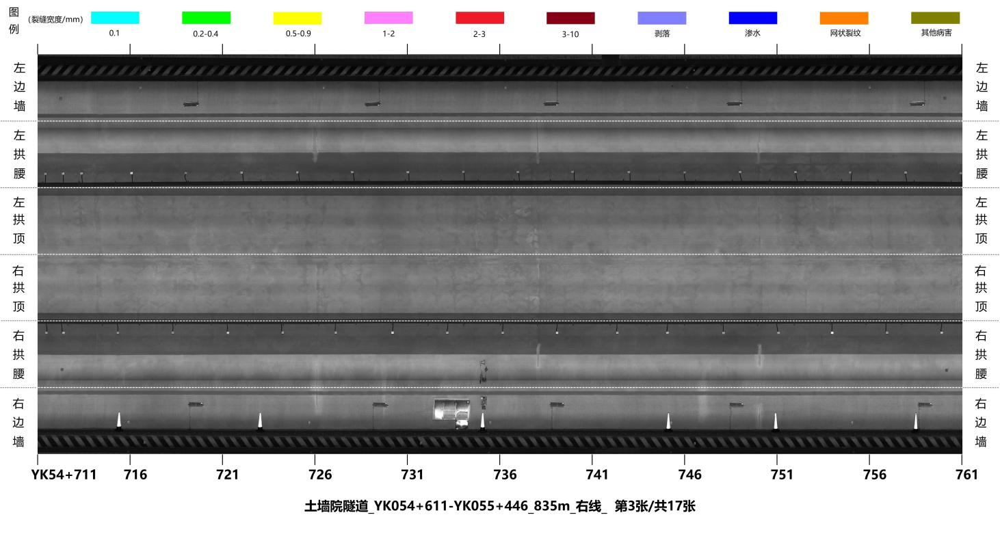 图例 (裂缝宽度/mm)
0.1 0.2-0.4 0.5-0.9 1-2 2-3 3-10 剥落 渗水 网状裂纹 其他病害
左边墙 左边墙
左拱腰 左拱腰
左拱顶 左拱顶
右拱顶 右拱顶
右拱腰 右拱腰
右边墙 右边墙
YK54+711 716 721 726 731 736 741 746 751 756 761
土墙院隧道_YK054+611-YK055+446_835m_右线_ 第3张/共17张